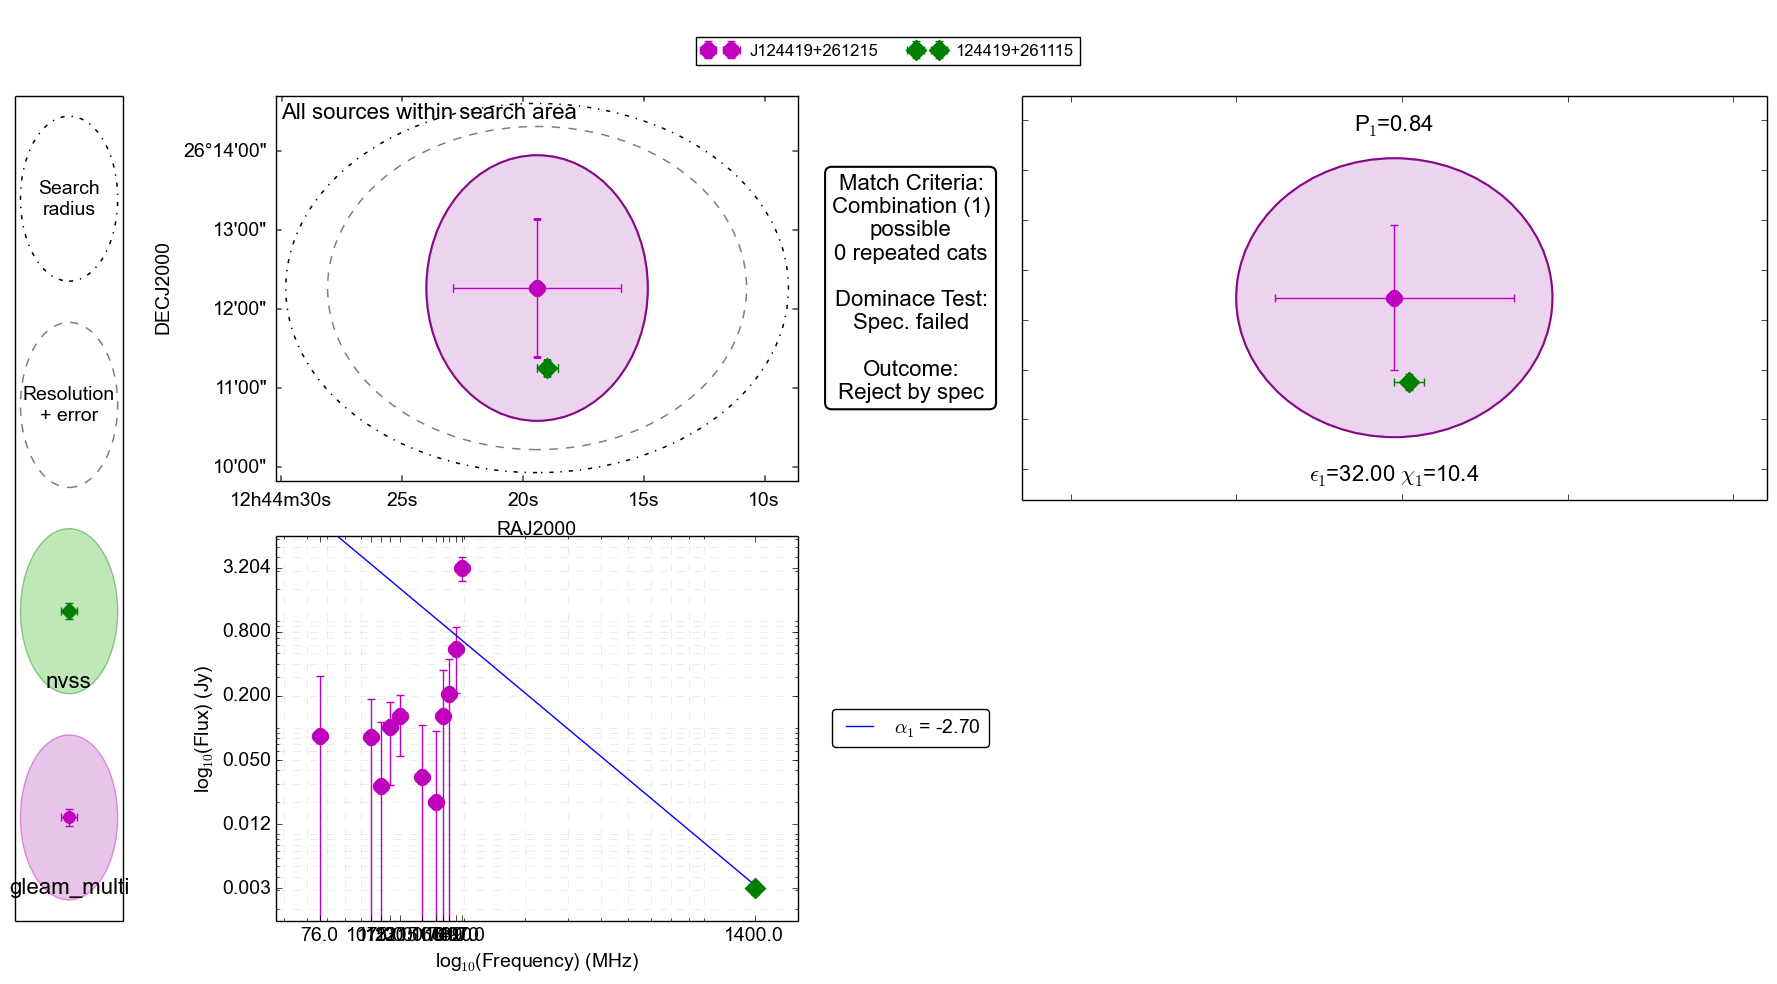 J124419+261215 124419+261115
Search
radius
Resolution
+ error
nvss
gleam_multi
All sources within search area
26°14'00"
13'00"
12'00"
11'00"
10'00"
DECJ2000
12h44m30s 25s 20s 15s 10s
RAJ2000
Match Criteria:
Combination (1)
possible
0 repeated cats
Dominace Test:
Spec. failed
Outcome:
Reject by spec
P1=0.84
ϵ1=32.00 χ1=10.4
3.204
0.800
0.200
0.050
0.012
0.003
log10(Flux) (Jy)
76.0 1400.0
log10(Frequency) (MHz)
α1 = -2.70